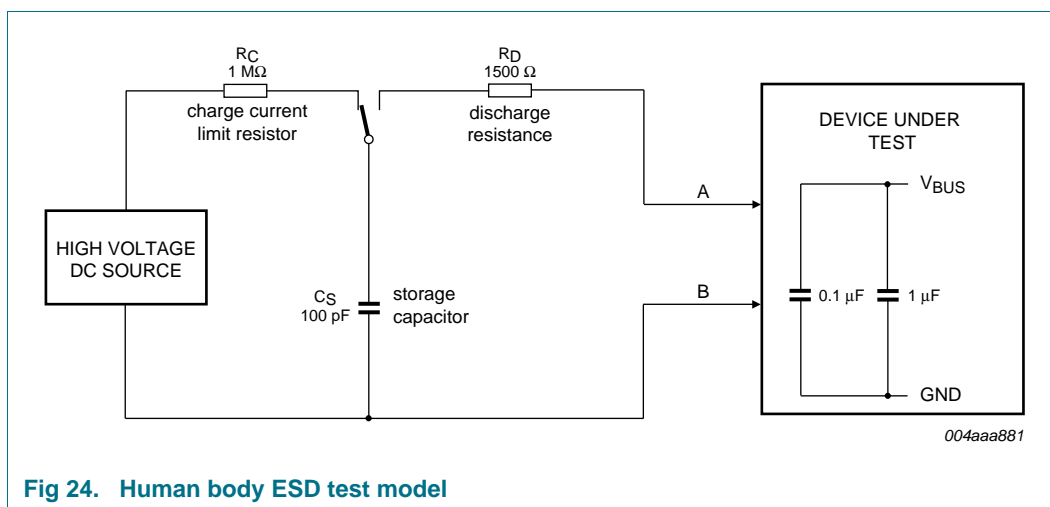 RC
1 MΩ
charge current
limit resistor
RD
1500 Ω
discharge
resistance
DEVICE UNDER
TEST
VBUS
A
HIGH VOLTAGE
DC SOURCE
CS
100 pF
storage
capacitor
B
0.1 μF
1 μF
GND
004aaa881
Fig 24. Human body ESD test model